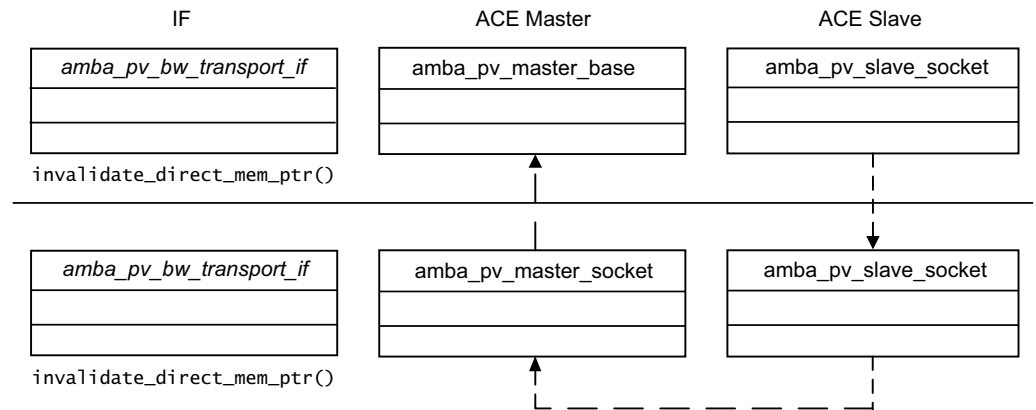 IF
ACE Master
ACE Slave
amba_pv_bw_transport_if
amba_pv_master_base
amba_pv_slave_socket
invalidate_direct_mem_ptr()
amba_pv_bw_transport_if
amba_pv_master_socket
amba_pv_slave_socket
invalidate_direct_mem_ptr()